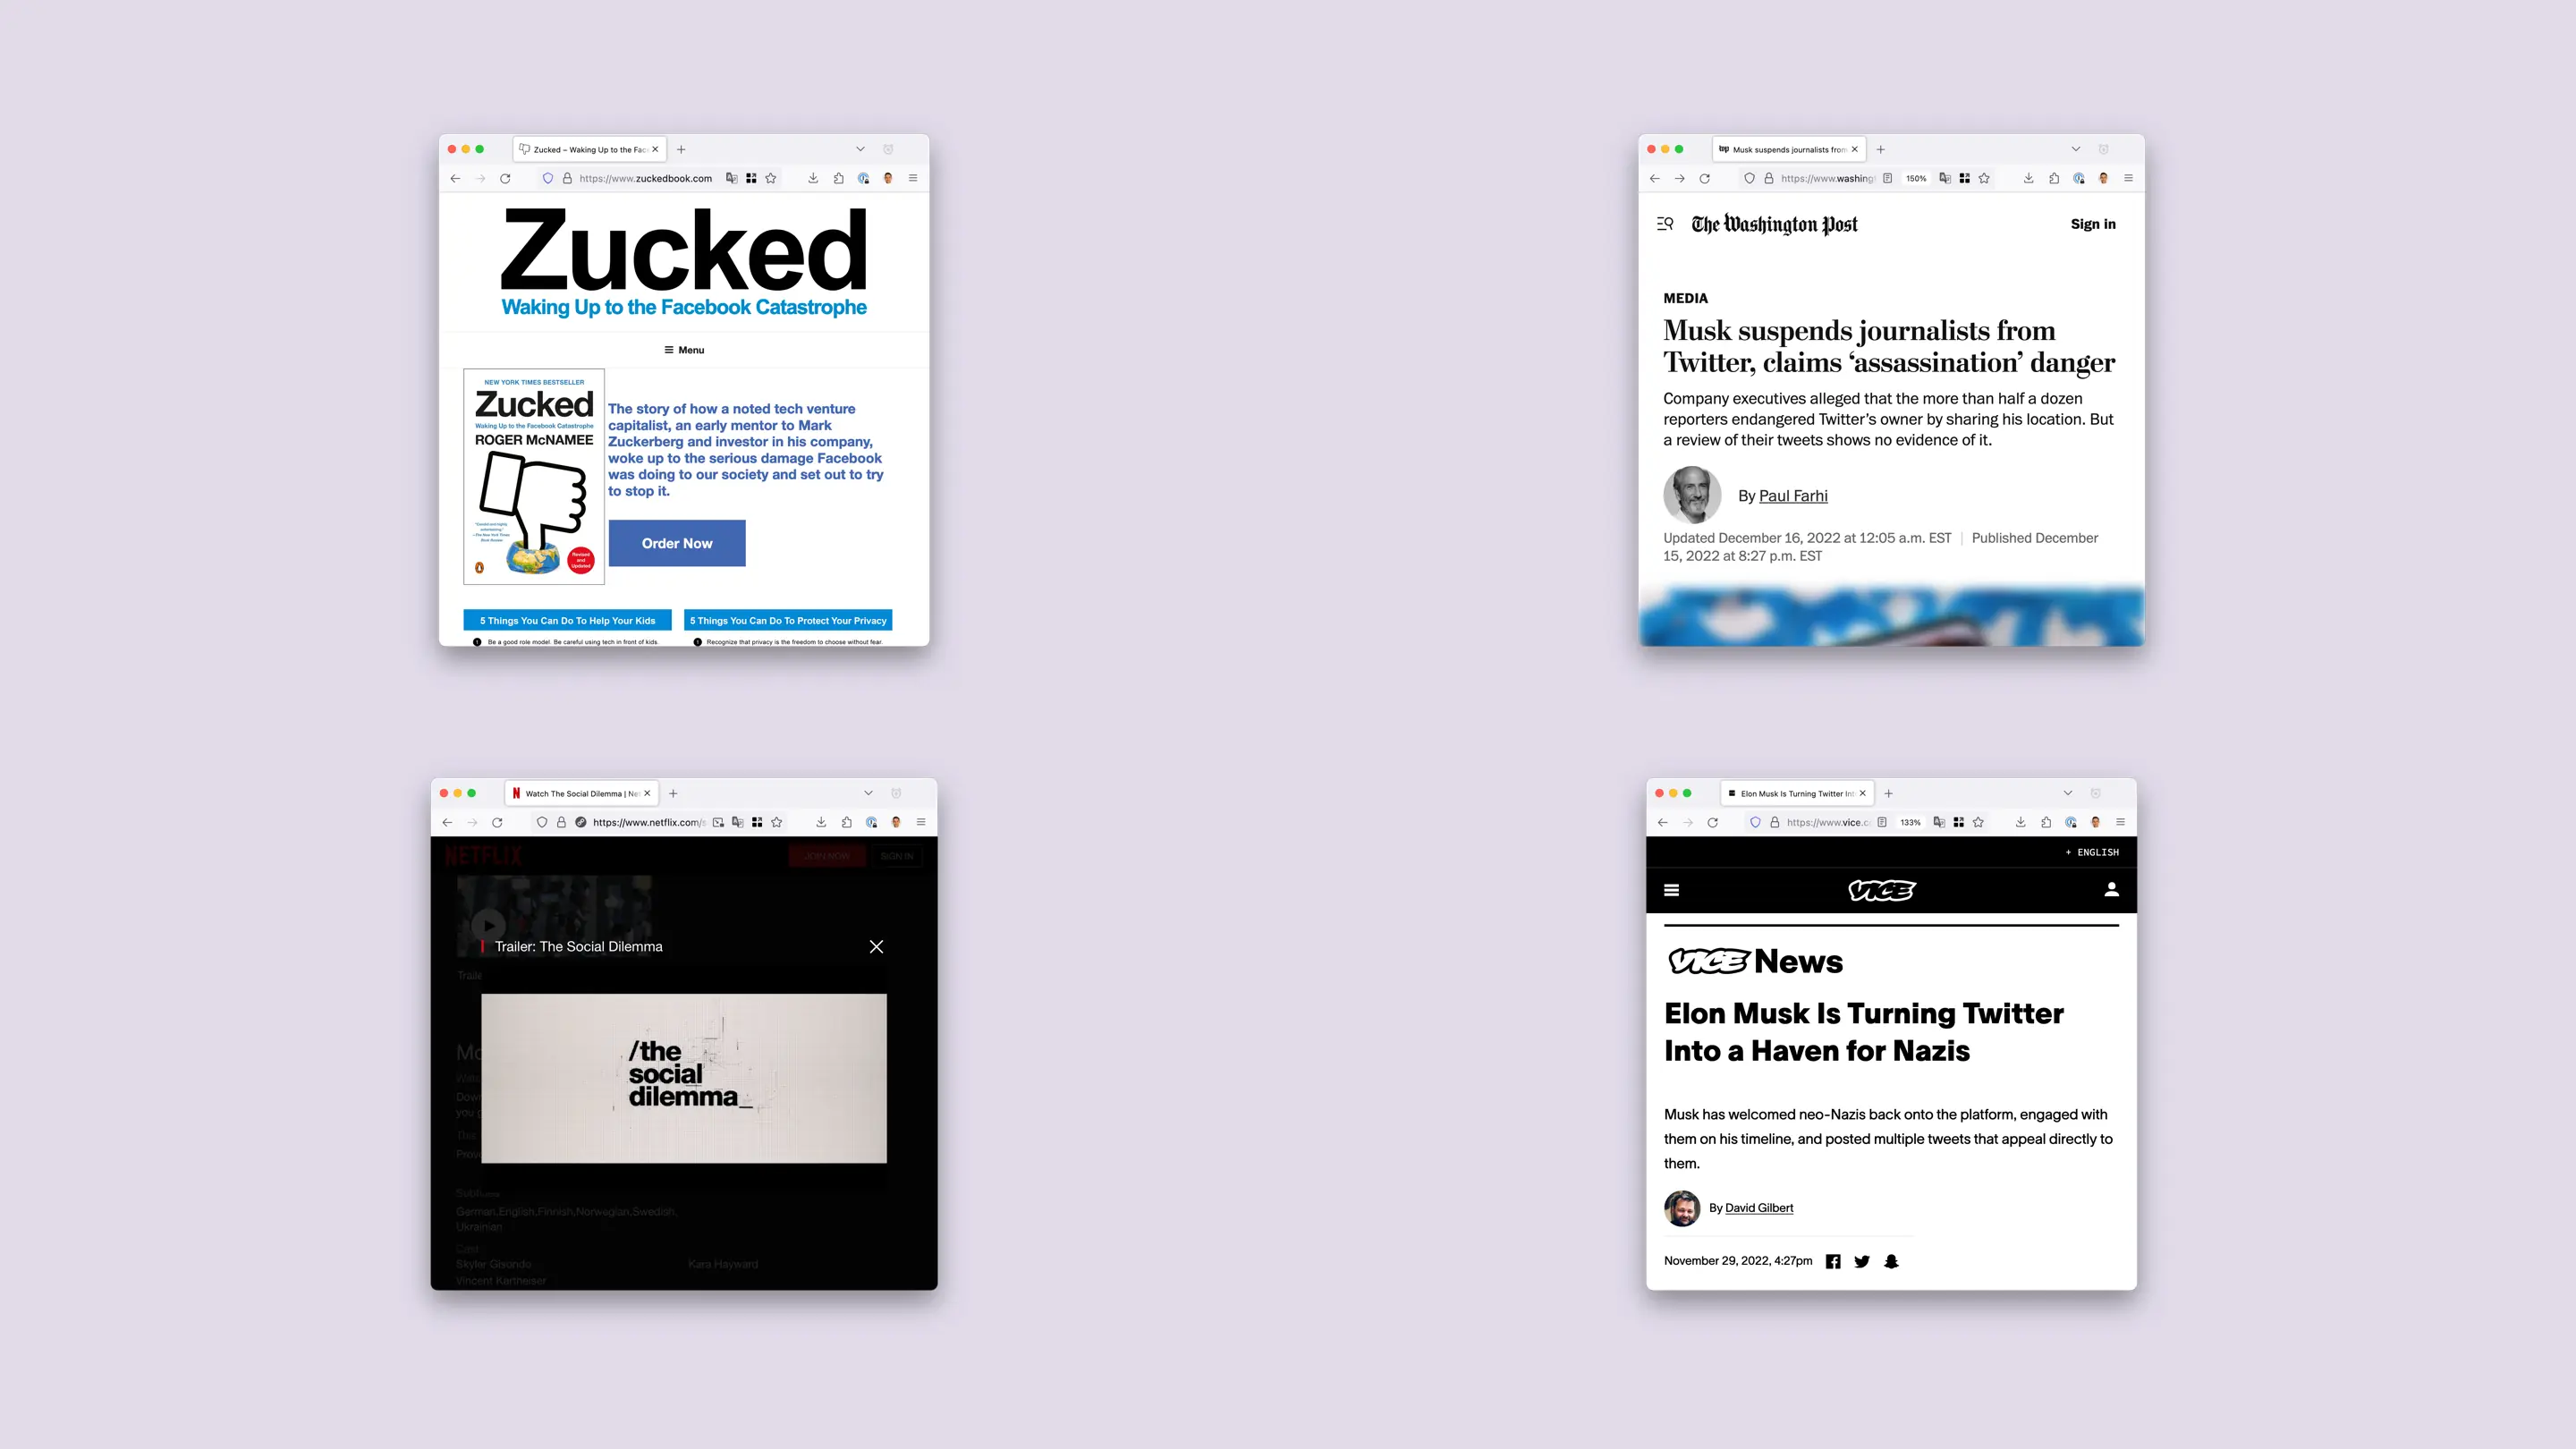 Zucked – Waking Up to the Fac
https://www.zuckedbook.com
Zucked
Waking Up to the Facebook Catastrophe
Menu
NEW YORK TIMES BESTSELLER
Zucked
Waking Up to the Facebook Catastrophe
ROGER McNAMEE
Revised
and
Updated
The story of how a noted tech venture
capitalist, an early mentor to Mark
Zuckerberg and investor in his company,
woke up to the serious damage Facebook
was doing to our society and set out to try
to stop it.
Order Now
5 Things You Can Do To Help Your Kids
1 Be a good role model. Be careful using tech in front of kids.
5 Things You Can Do To Protect Your Privacy
1 Recognize that privacy is the freedom to choose without fear.
wp Musk suspends journalists from
https://www.washing
150%
The Washington Post
Sign in
MEDIA
Musk suspends journalists from
Twitter, claims ‘assassination’ danger
Company executives alleged that the more than half a dozen
reporters endangered Twitter’s owner by sharing his location. But
a review of their tweets shows no evidence of it.
By Paul Farhi
Updated December 16, 2022 at 12:05 a.m. EST | Published December
15, 2022 at 8:27 p.m. EST
N Watch The Social Dilemma | Ne
https://www.netflix.com/s
NETFLIX
JOIN NOW
SIGN IN
Trailer: The Social Dilemma
/the
social
dilemma_
German,English,Finnish,Norwegian,Swedish,
Ukrainian
Cast
Skyler Gisondo
Kara Hayward
Vincent Kartheiser
Elon Musk Is Turning Twitter Int
https://www.vice.c
133%
+ ENGLISH
VICE
VICE News
Elon Musk Is Turning Twitter
Into a Haven for Nazis
Musk has welcomed neo-Nazis back onto the platform, engaged with
them on his timeline, and posted multiple tweets that appeal directly to
them.
By David Gilbert
November 29, 2022, 4:27pm